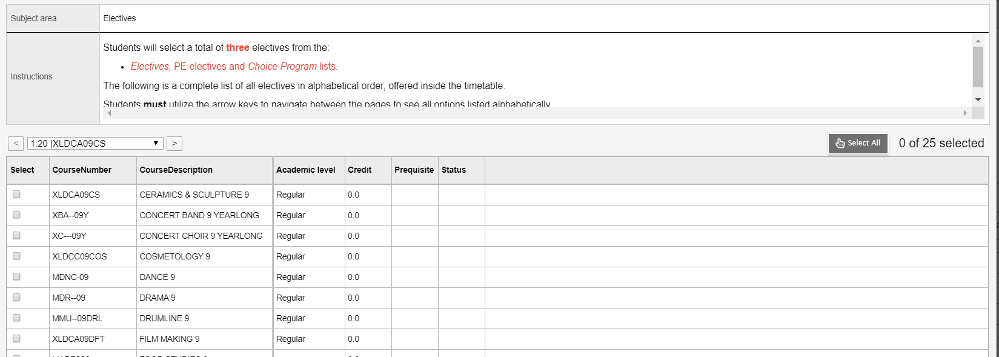 Subject area Electives
Students will select a total of three electives from the:
• Electives, PE electives and Choice Program lists.
Instructions
The following is a complete list of all electives in alphabetical order, offered inside the timetable.
Students must utilize the arrow keys to navigate between the pages to see all options listed alphabetically
< 1:20 |XLDCA09CS ▼ > Select All 0 of 25 selected
Select CourseNumber CourseDescription Academic level Credit Prequisite Status
XLDCA09CS CERAMICS & SCULPTURE 9 Regular 0.0
XBA--09Y CONCERT BAND 9 YEARLONG Regular 0.0
XC---09Y CONCERT CHOIR 9 YEARLONG Regular 0.0
XLDCC09COS COSMETOLOGY 9 Regular 0.0
MDNC-09 DANCE 9 Regular 0.0
MDR--09 DRAMA 9 Regular 0.0
MMU--09DRL DRUMLINE 9 Regular 0.0
XLDCA09DFT FILM MAKING 9 Regular 0.0